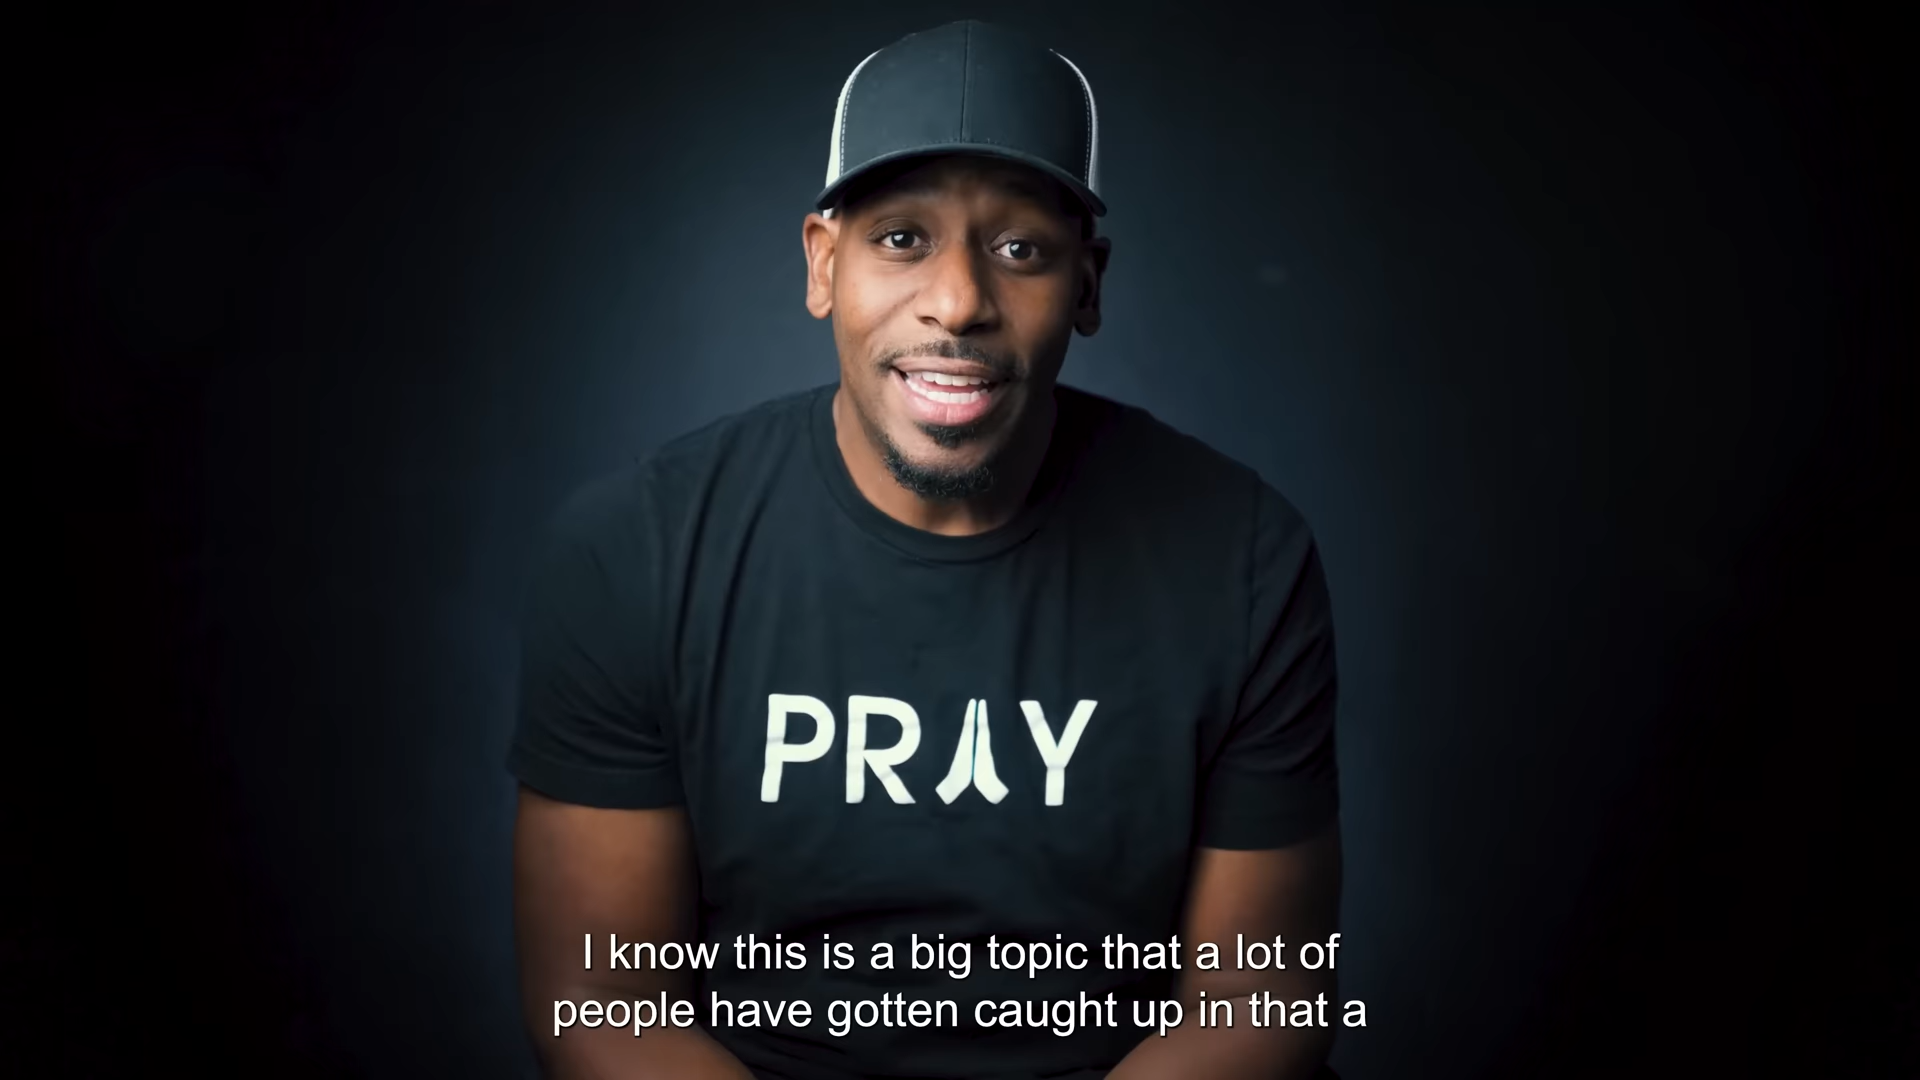 PRAY
I know this is a big topic that a lot of
people have gotten caught up in that a